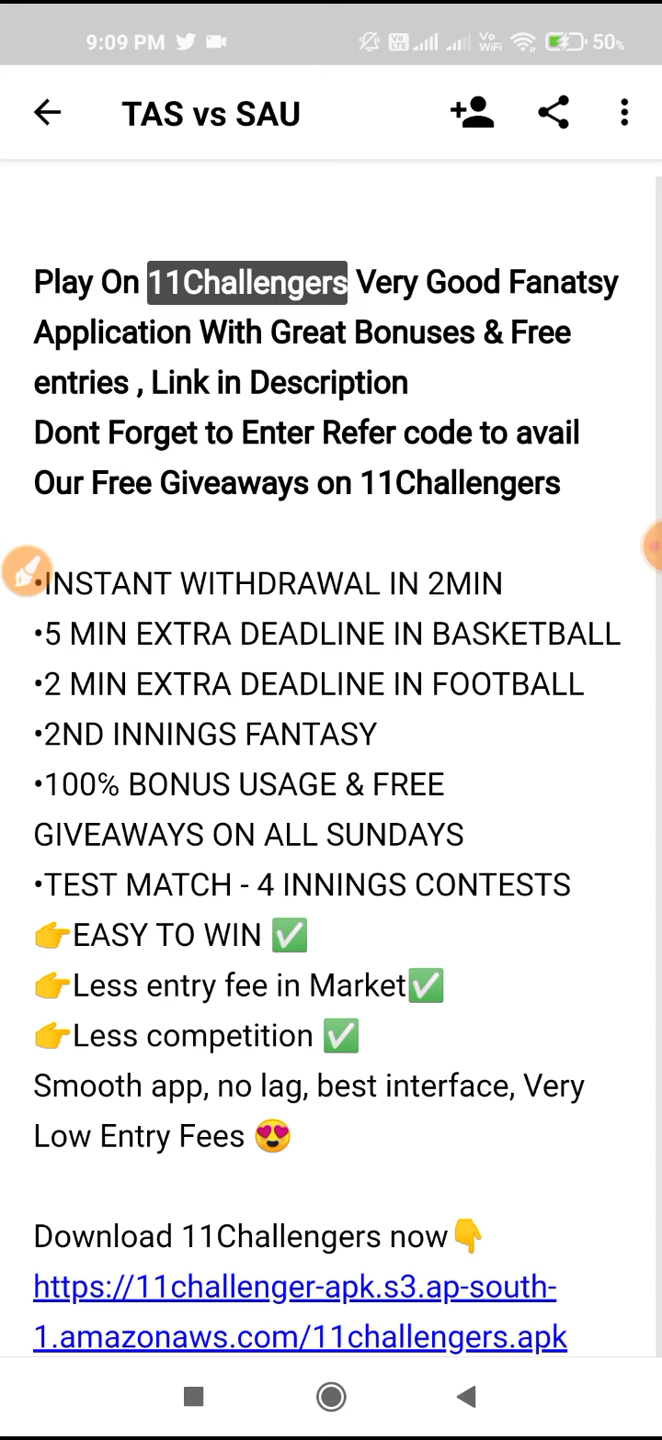 9:09 PM Vo LTE Vo WiFi 50%
TAS vs SAU
Play On 11Challengers Very Good Fanatsy
Application With Great Bonuses & Free
entries , Link in Description
Dont Forget to Enter Refer code to avail
Our Free Giveaways on 11Challengers
•INSTANT WITHDRAWAL IN 2MIN
•5 MIN EXTRA DEADLINE IN BASKETBALL
•2 MIN EXTRA DEADLINE IN FOOTBALL
•2ND INNINGS FANTASY
•100% BONUS USAGE & FREE
GIVEAWAYS ON ALL SUNDAYS
•TEST MATCH - 4 INNINGS CONTESTS
👉EASY TO WIN ✅
👉Less entry fee in Market✅
👉Less competition ✅
Smooth app, no lag, best interface, Very
Low Entry Fees 😍
Download 11Challengers now👇
https://11challenger-apk.s3.ap-south-
1.amazonaws.com/11challengers.apk